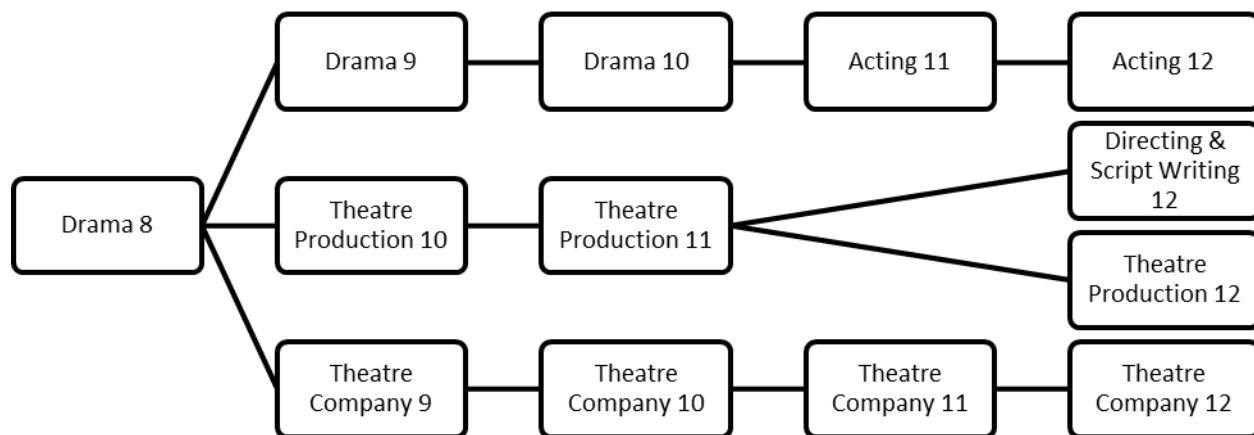 Drama 9
Drama 10
Acting 11
Acting 12
Directing &
Script Writing
12
Drama 8
Theatre
Production 10
Theatre
Production 11
Theatre
Production 12
Theatre
Company 9
Theatre
Company 10
Theatre
Company 11
Theatre
Company 12